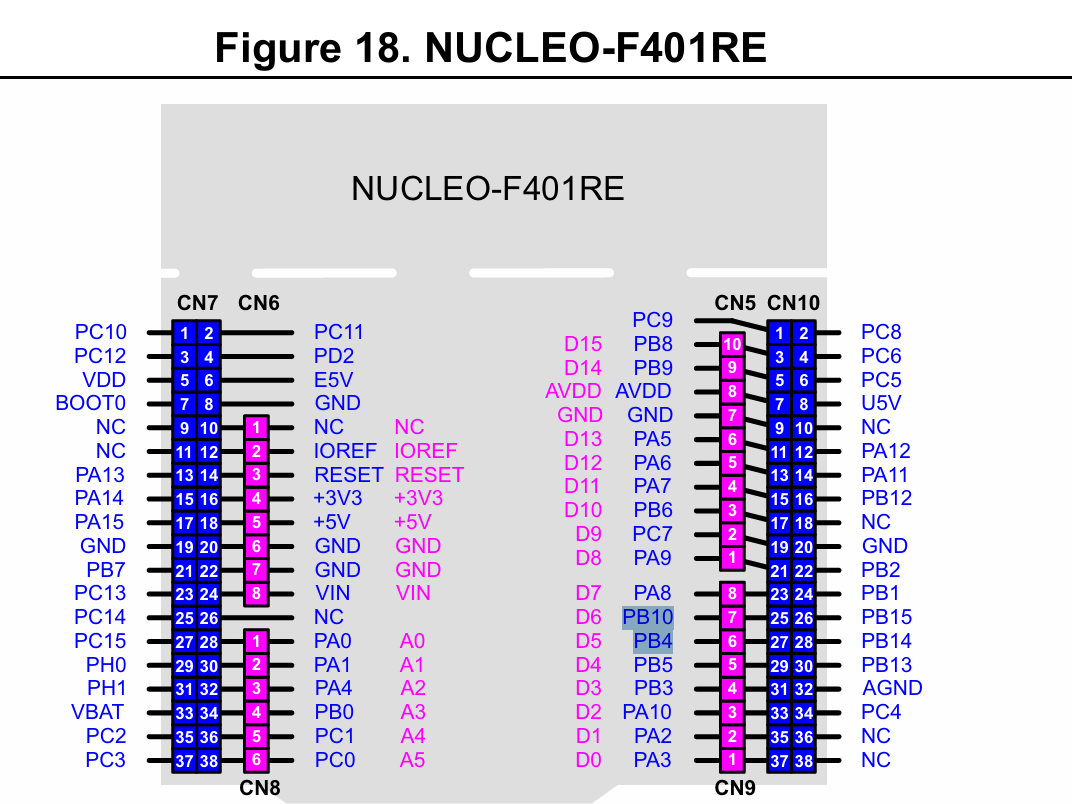 Figure 18. NUCLEO-F401RE
NUCLEO-F401RE
CN7 CN6 CN5 CN10
PC9
PC10 1 2 PC11 D15 PB8 10 1 2 PC8
PC12 3 4 PD2 D14 PB9 9 3 4 PC6
VDD 5 6 E5V AVDD AVDD 8 5 6 PC5
BOOT0 7 8 GND GND GND 7 7 8 U5V
NC 9 10 1 NC NC D13 PA5 6 9 10 NC
NC 11 12 2 IOREF IOREF D12 PA6 5 11 12 PA12
PA13 13 14 3 RESET RESET D11 PA7 4 13 14 PA11
PA14 15 16 4 +3V3 +3V3 D10 PB6 3 15 16 PB12
PA15 17 18 5 +5V +5V D9 PC7 2 17 18 NC
GND 19 20 6 GND GND D8 PA9 1 19 20 GND
PB7 21 22 7 GND GND 21 22 PB2
PC13 23 24 8 VIN VIN D7 PA8 8 23 24 PB1
PC14 25 26 NC D6 PB10 7 25 26 PB15
PC15 27 28 1 PA0 A0 D5 PB4 6 27 28 PB14
PH0 29 30 2 PA1 A1 D4 PB5 5 29 30 PB13
PH1 31 32 3 PA4 A2 D3 PB3 4 31 32 AGND
VBAT 33 34 4 PB0 A3 D2 PA10 3 33 34 PC4
PC2 35 36 5 PC1 A4 D1 PA2 2 35 36 NC
PC3 37 38 6 PC0 A5 D0 PA3 1 37 38 NC
CN8 CN9